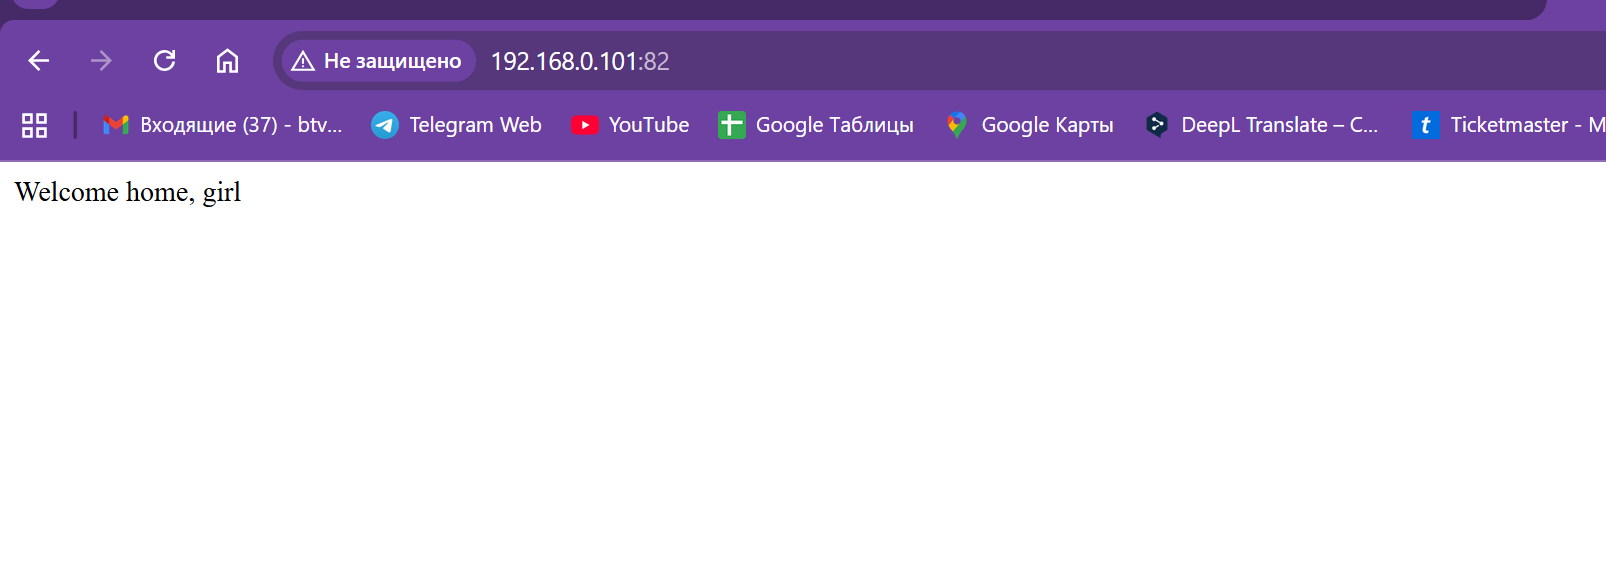 Не защищено 192.168.0.101:82
Входящие (37) - btv... Telegram Web YouTube Google Таблицы Google Карты DeepL Translate – C... Ticketmaster - M
Welcome home, girl